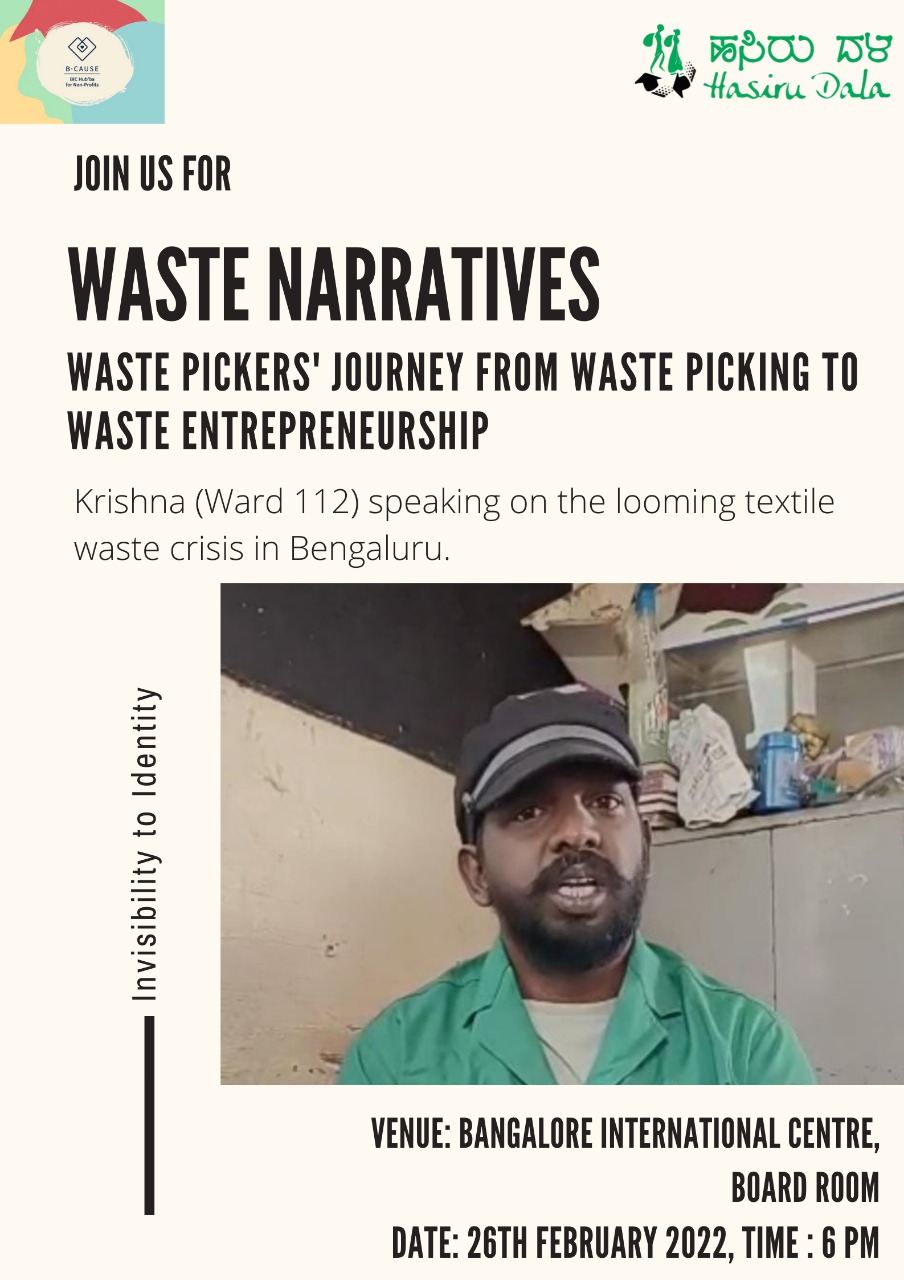 B·CAUSE
BIC Hub'ba
for Non-Profits
ಹಸಿರು ದಳ
Hasiru Dala
JOIN US FOR
WASTE NARRATIVES
WASTE PICKERS' JOURNEY FROM WASTE PICKING TO
WASTE ENTREPRENEURSHIP
Krishna (Ward 112) speaking on the looming textile
waste crisis in Bengaluru.
Invisibility to Identity
VENUE: BANGALORE INTERNATIONAL CENTRE,
BOARD ROOM
DATE: 26TH FEBRUARY 2022, TIME : 6 PM